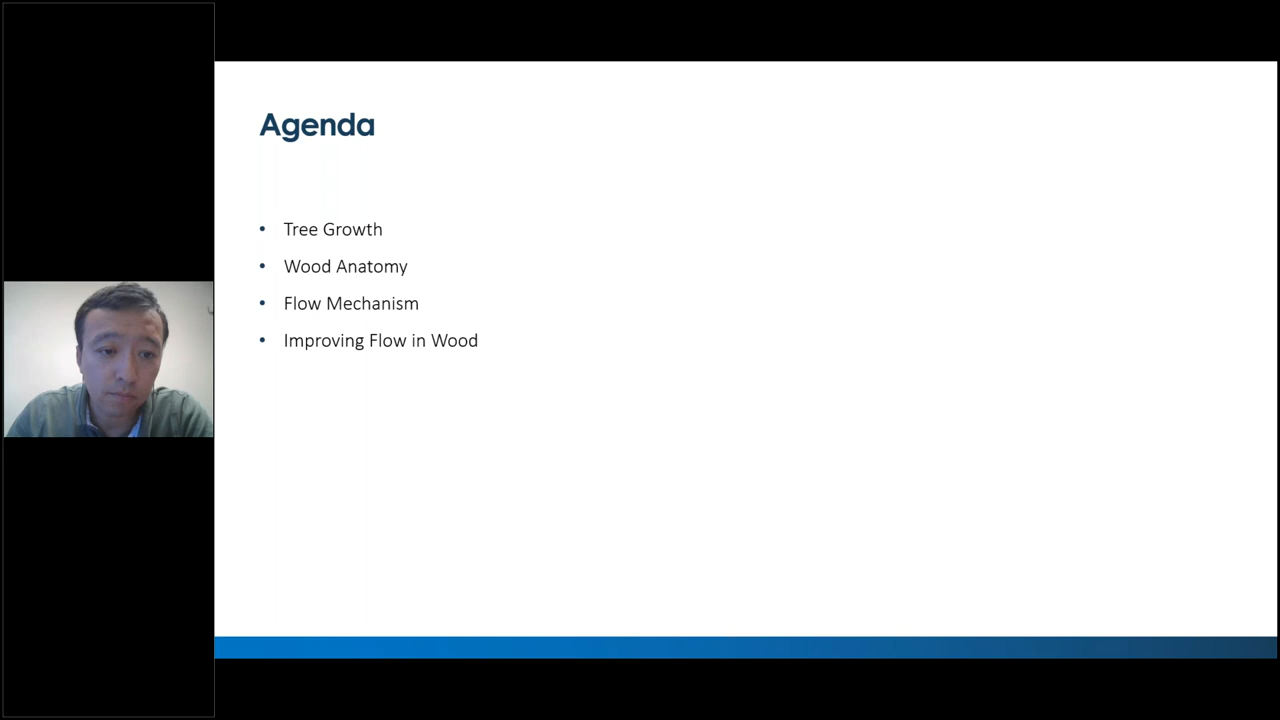 Agenda
• Tree Growth
• Wood Anatomy
• Flow Mechanism
• Improving Flow in Wood